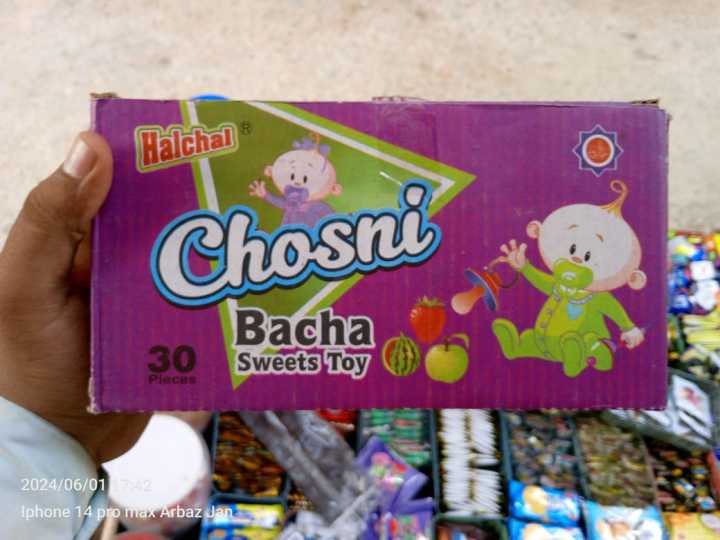 Halchal ®
Chosni
Bacha
Sweets Toy
30
Pieces
2024/06/01 17:42
Iphone 14 pro max Arbaz Jan